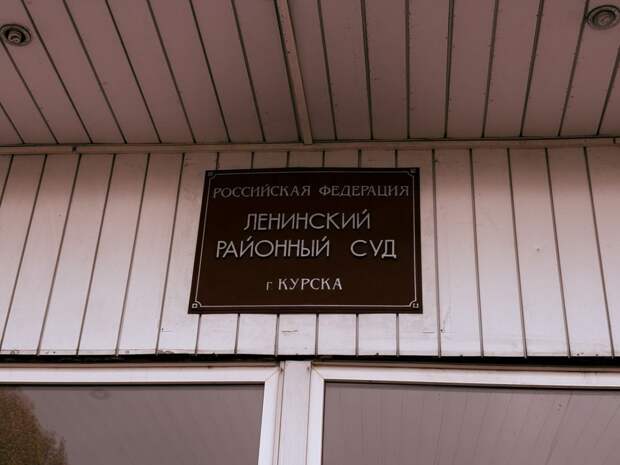 РОССИЙСКАЯ ФЕДЕРАЦИЯ
ЛЕНИНСКИЙ
РАЙОННЫЙ СУД
г. КУРСКА